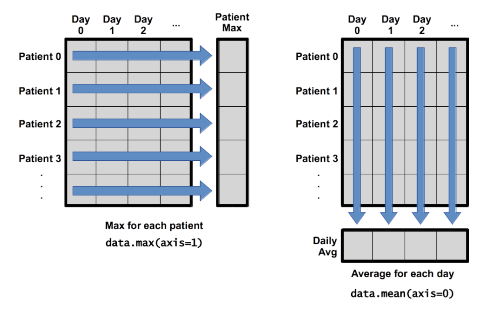 Day 0
Day 1
Day 2
...
Patient Max
Patient 0
Patient 1
Patient 2
Patient 3
.
.
.
Max for each patient
data.max(axis=1)
Day 0
Day 1
Day 2
...
Patient 0
Patient 1
Patient 2
Patient 3
.
.
.
Daily Avg
Average for each day
data.mean(axis=0)